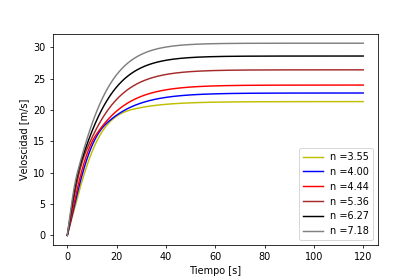 30
25
20
15
10
5
0
Veloscidad [m/s]
0
20
40
60
80
100
120
Tiempo [s]
n =3.55
n =4.00
n =4.44
n =5.36
n =6.27
n =7.18